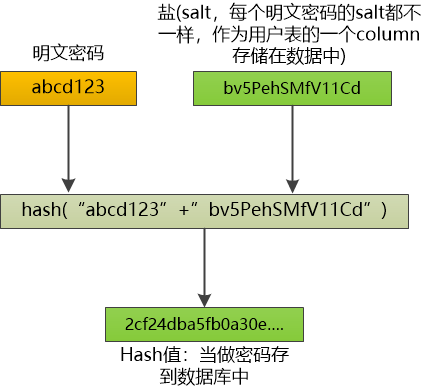 盐(salt，每个明文密码的salt都不
一样，作为用户表的一个column
存储在数据中)
明文密码
abcd123
bv5PehSMfV11Cd
hash(“abcd123”+”bv5PehSMfV11Cd”)
2cf24dba5fb0a30e....
Hash值：当做密码存
到数据库中